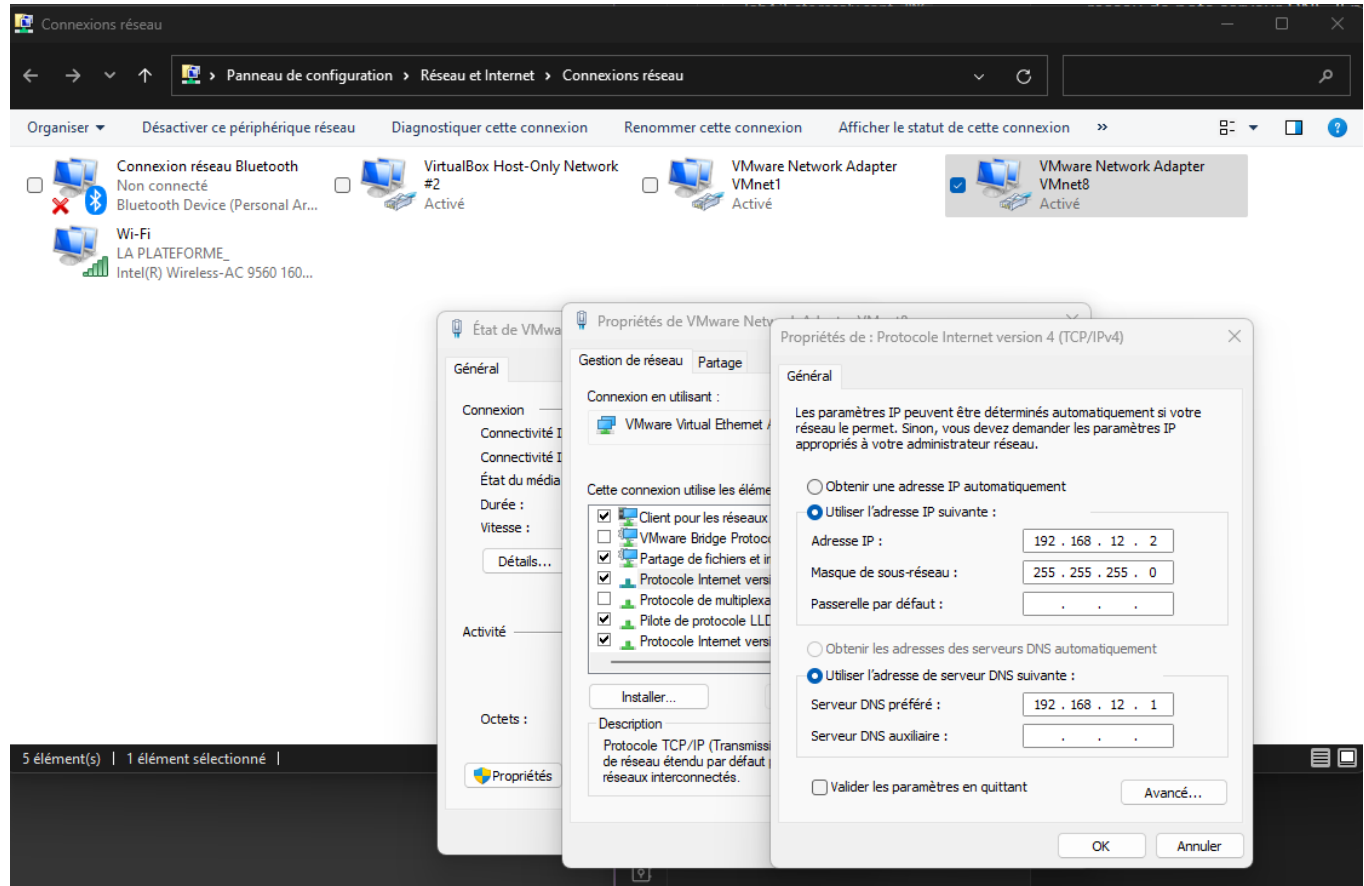 Connexions réseau
Panneau de configuration › Réseau et Internet › Connexions réseau
Organiser Désactiver ce périphérique réseau Diagnostiquer cette connexion Renommer cette connexion Afficher le statut de cette connexion »
Connexion réseau Bluetooth
Non connecté
Bluetooth Device (Personal Ar...
VirtualBox Host-Only Network
#2
Activé
VMware Network Adapter
VMnet1
Activé
VMware Network Adapter
VMnet8
Activé
Wi-Fi
LA PLATEFORME_
Intel(R) Wireless-AC 9560 160...
5 élément(s) | 1 élément sélectionné |
État de VMwa
Général
Connexion
Connectivité I
Connectivité I
État du média
Durée :
Vitesse :
Détails...
Activité
Octets :
Propriétés
Propriétés de VMware Netw
Gestion de réseau Partage
Connexion en utilisant :
VMware Virtual Ethernet A
Cette connexion utilise les éléme
Client pour les réseaux
VMware Bridge Protoco
Partage de fichiers et in
Protocole Internet versi
Protocole de multiplexa
Pilote de protocole LLD
Protocole Internet versi
Installer...
Description
Protocole TCP/IP (Transmissi
de réseau étendu par défaut
réseaux interconnectés.
Propriétés de : Protocole Internet version 4 (TCP/IPv4)
Général
Les paramètres IP peuvent être déterminés automatiquement si votre
réseau le permet. Sinon, vous devez demander les paramètres IP
appropriés à votre administrateur réseau.
Obtenir une adresse IP automatiquement
Utiliser l'adresse IP suivante :
Adresse IP : 192 . 168 . 12 . 2
Masque de sous-réseau : 255 . 255 . 255 . 0
Passerelle par défaut : . . .
Obtenir les adresses des serveurs DNS automatiquement
Utiliser l'adresse de serveur DNS suivante :
Serveur DNS préféré : 192 . 168 . 12 . 1
Serveur DNS auxiliaire : . . .
Valider les paramètres en quittant
Avancé...
OK Annuler